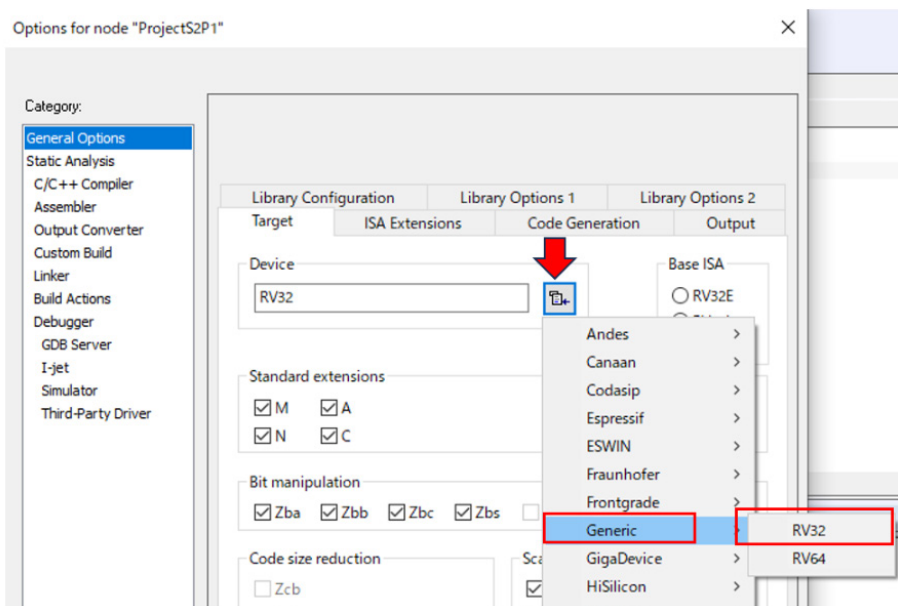 Options for node "ProjectS2P1"
Category:
General Options
Static Analysis
C/C++ Compiler
Assembler
Output Converter
Custom Build
Linker
Build Actions
Debugger
GDB Server
I-jet
Simulator
Third-Party Driver
Library Configuration Library Options 1 Library Options 2
Target ISA Extensions Code Generation Output
Device
RV32
Base ISA
RV32E
Standard extensions
M A
N C
Bit manipulation
Zba Zbb Zbc Zbs
Code size reduction
Zcb
Andes
Canaan
Codasip
Espressif
ESWIN
Fraunhofer
Frontgrade
Generic
GigaDevice
HiSilicon
RV32
RV64